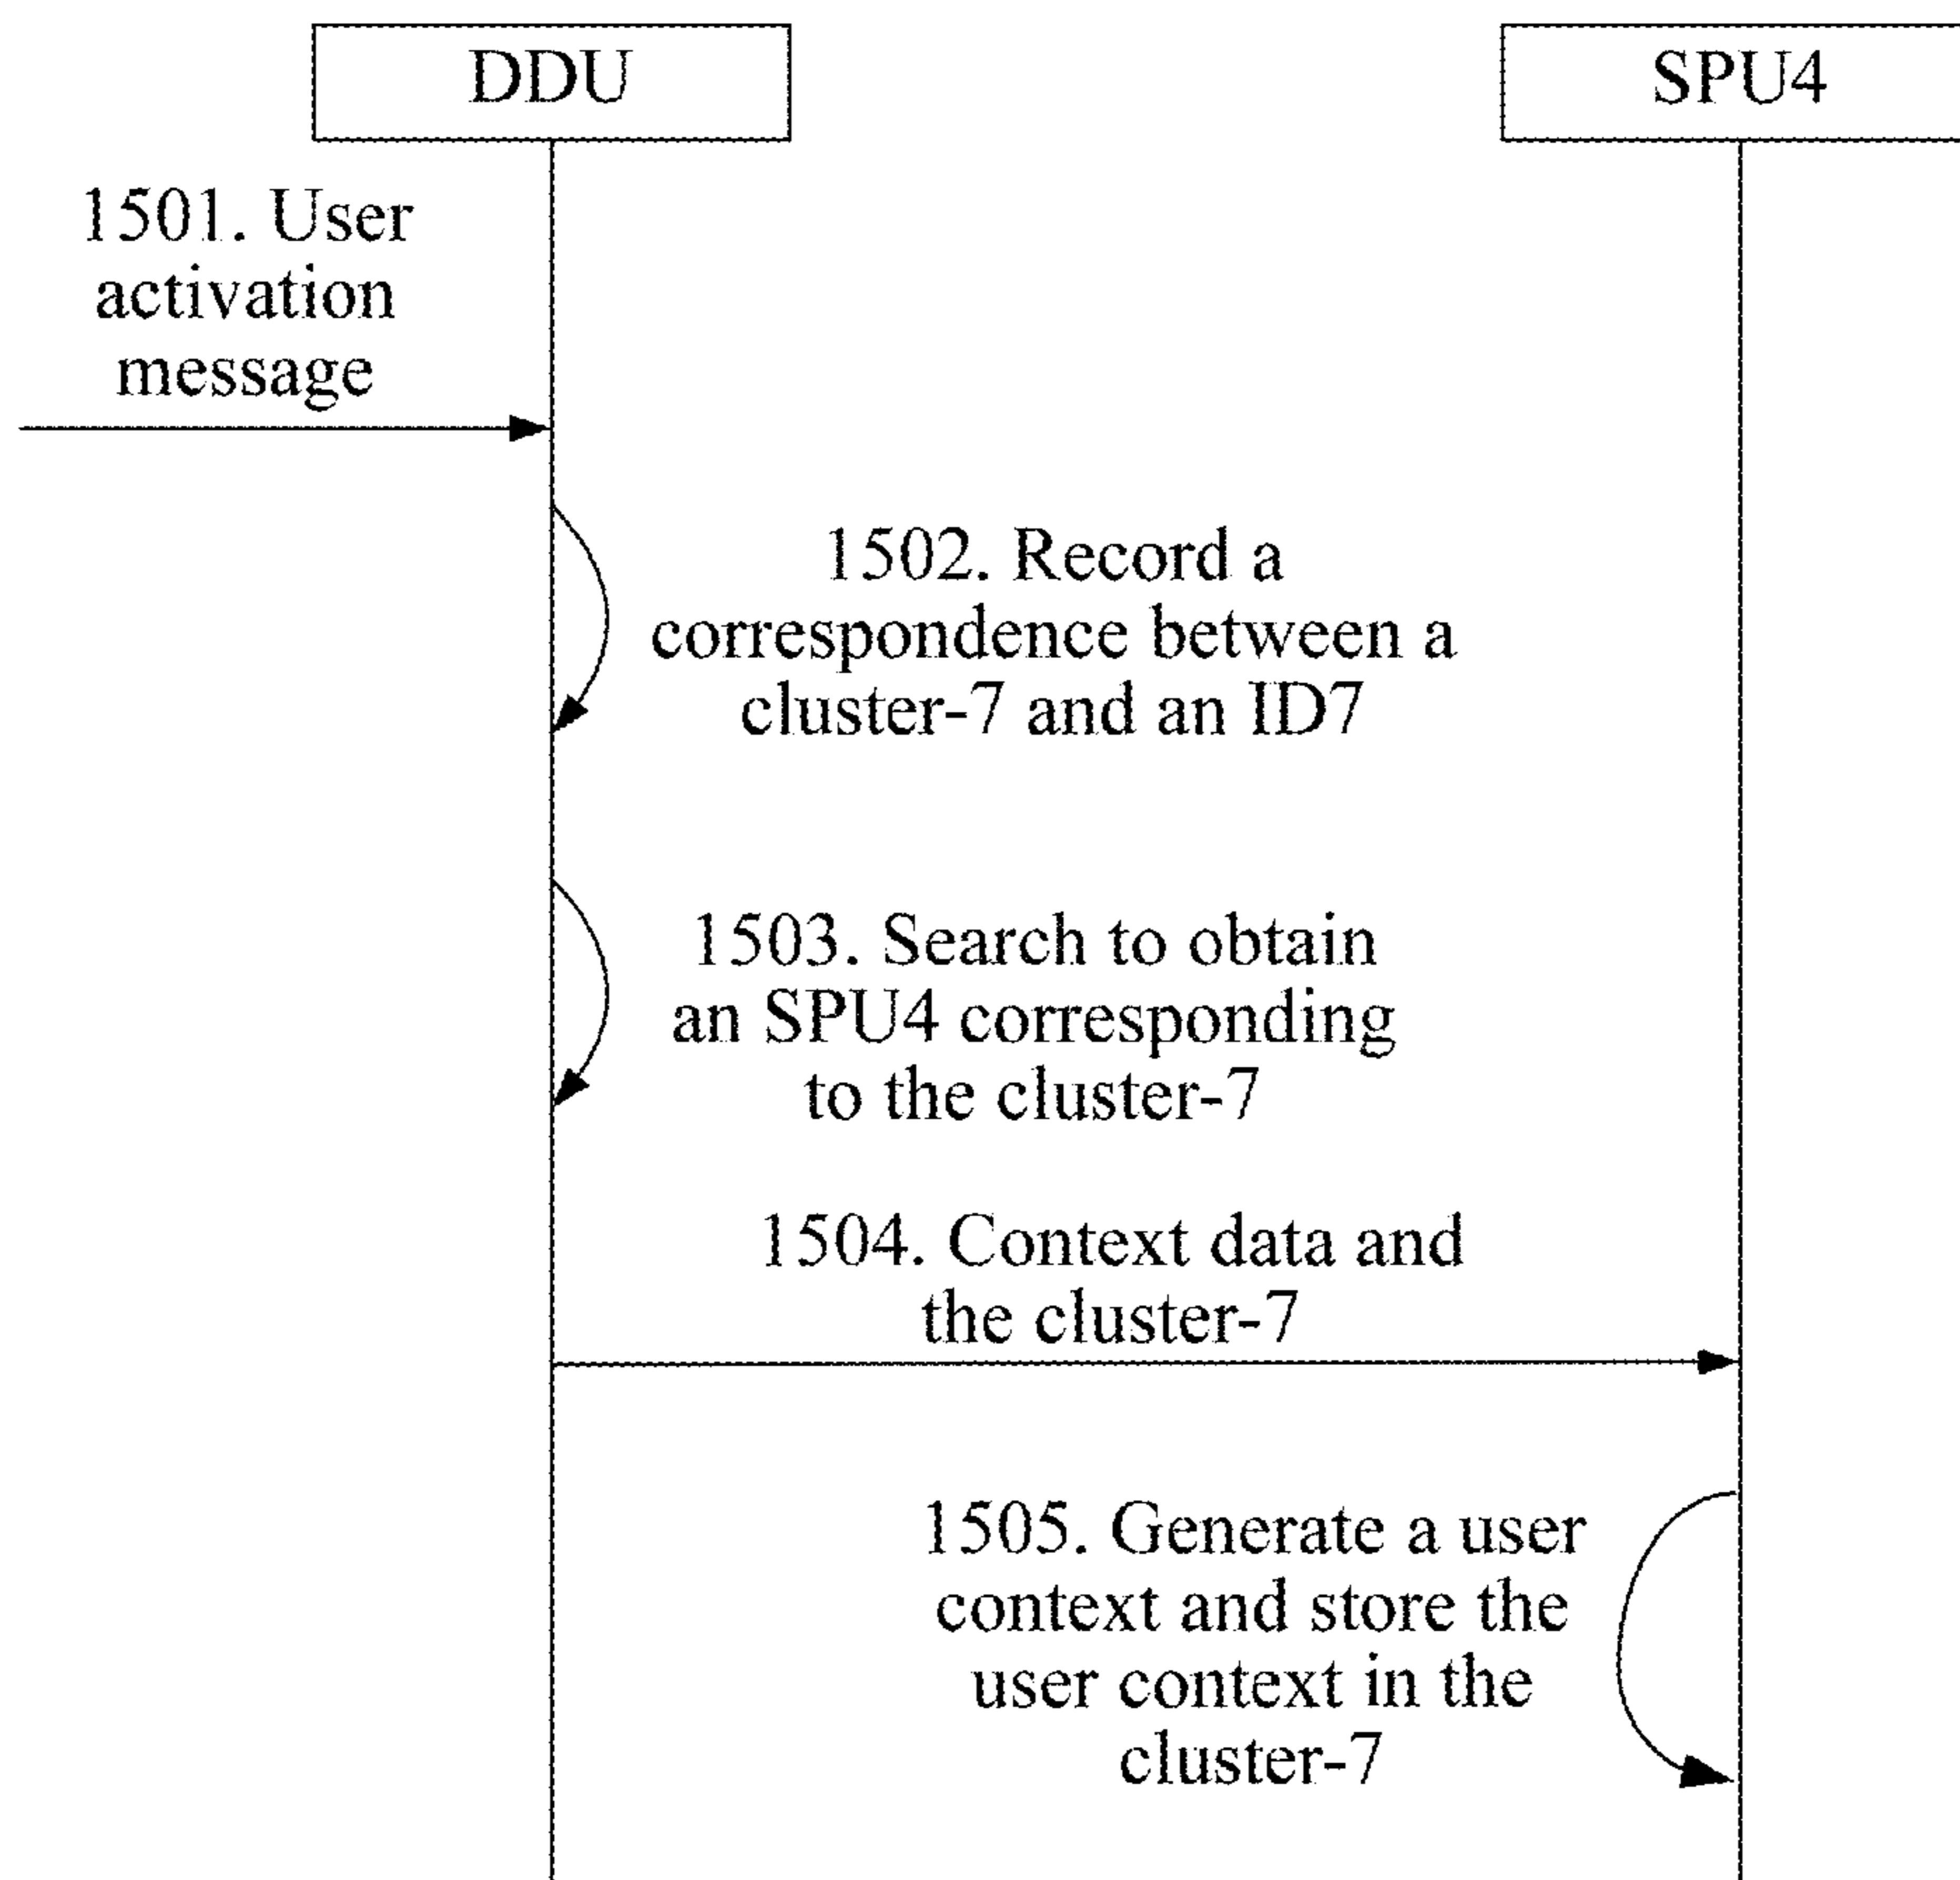 DDU
SPU4
1501. User
activation
message
1502. Record a
correspondence between a
cluster-7 and an ID7
1503. Search to obtain
an SPU4 corresponding
to the cluster-7
1504. Context data and
the cluster-7
1505. Generate a user
context and store the
user context in the
cluster-7